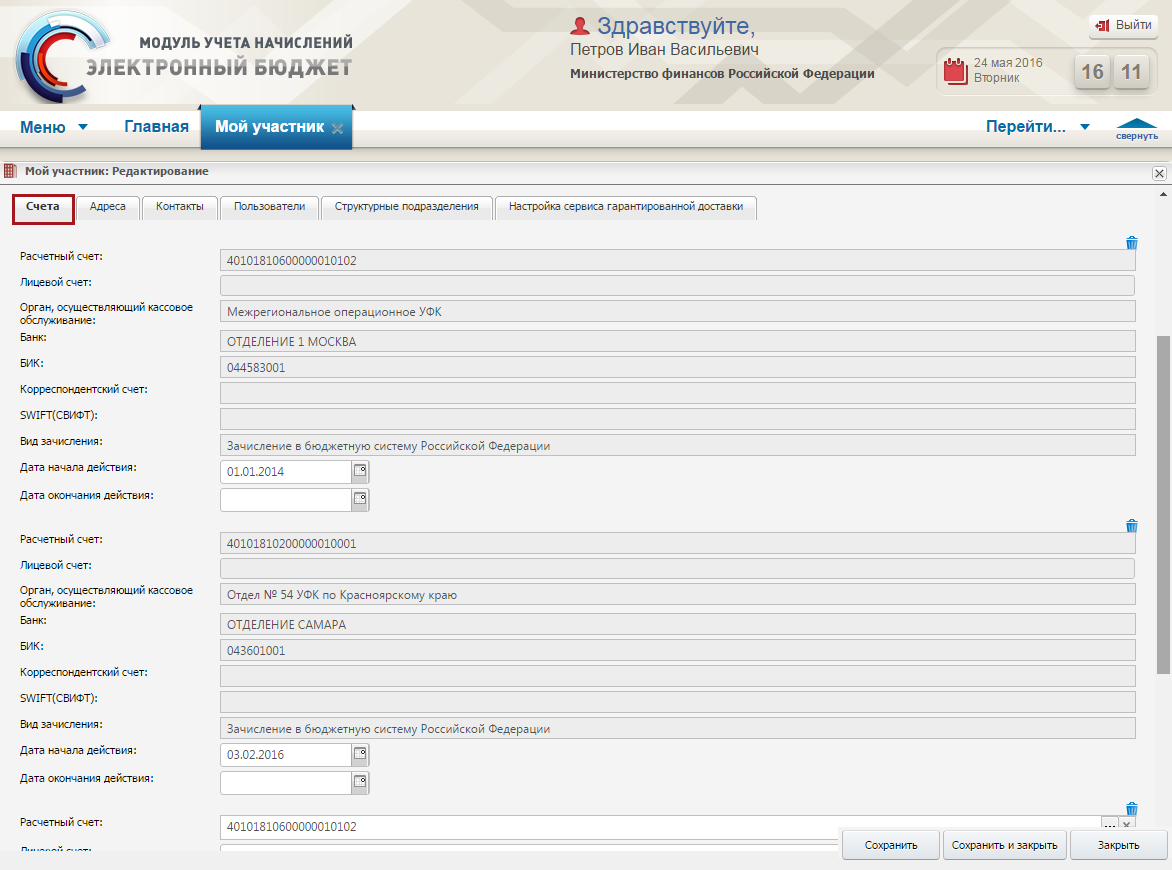 МОДУЛЬ УЧЕТА НАЧИСЛЕНИЙ
ЭЛЕКТРОННЫЙ БЮДЖЕТ
Здравствуйте,
Петров Иван Васильевич
Министерство финансов Российской Федерации
Выйти
24 мая 2016
Вторник
16 11
Меню Главная Мой участник Перейти...
свернуть
Мой участник: Редактирование
Счета Адреса Контакты Пользователи Структурные подразделения Настройка сервиса гарантированной доставки
Расчетный счет: 40101810600000010102
Лицевой счет:
Орган, осуществляющий кассовое
обслуживание: Межрегиональное операционное УФК
Банк: ОТДЕЛЕНИЕ 1 МОСКВА
БИК: 044583001
Корреспондентский счет:
SWIFT(СВИФТ):
Вид зачисления: Зачисление в бюджетную систему Российской Федерации
Дата начала действия: 01.01.2014
Дата окончания действия:
Расчетный счет: 40101810200000010001
Лицевой счет:
Орган, осуществляющий кассовое
обслуживание: Отдел № 54 УФК по Красноярскому краю
Банк: ОТДЕЛЕНИЕ САМАРА
БИК: 043601001
Корреспондентский счет:
SWIFT(СВИФТ):
Вид зачисления: Зачисление в бюджетную систему Российской Федерации
Дата начала действия: 03.02.2016
Дата окончания действия:
Расчетный счет: 40101810600000010102 ...
Лицевой счет:
Сохранить Сохранить и закрыть Закрыть